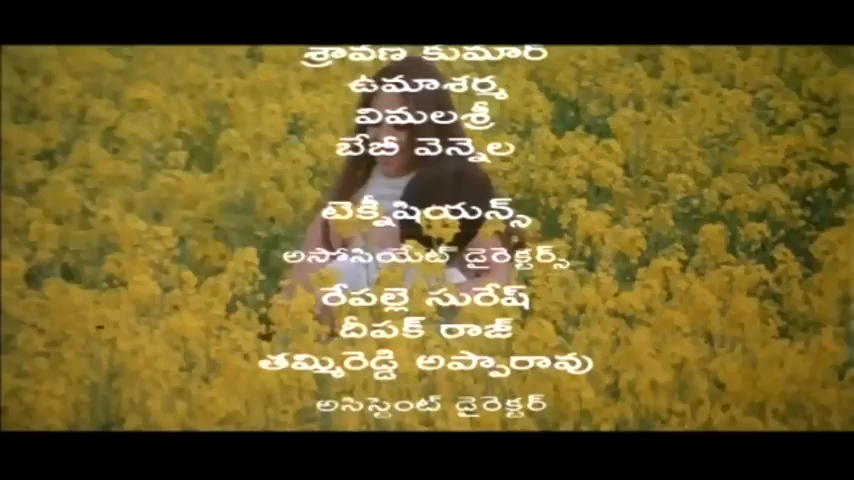 శ్రావణ కుమార్
ఉమాశర్మ
విమలశ్రీ
బేబీ వెన్నెల
టెక్నీషియన్స్
అసోసియేట్ డైరెక్టర్స్
రేపల్లె సురేష్
దీపక్ రాజ్
తమ్మిరెడ్డి అప్పారావు
అసిస్టెంట్ డైరెక్టర్